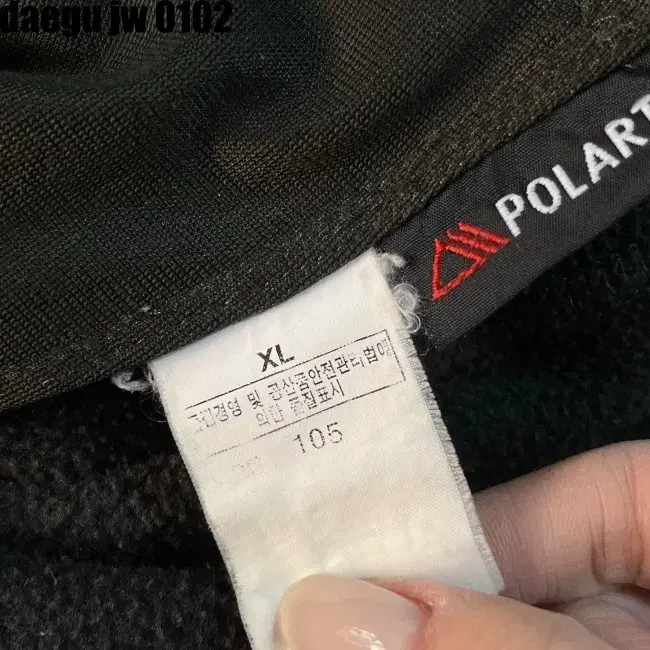 daegu jw 0102
POLART
XL
품질경영 및 공산품안전관리법에
의한 품질표시
105